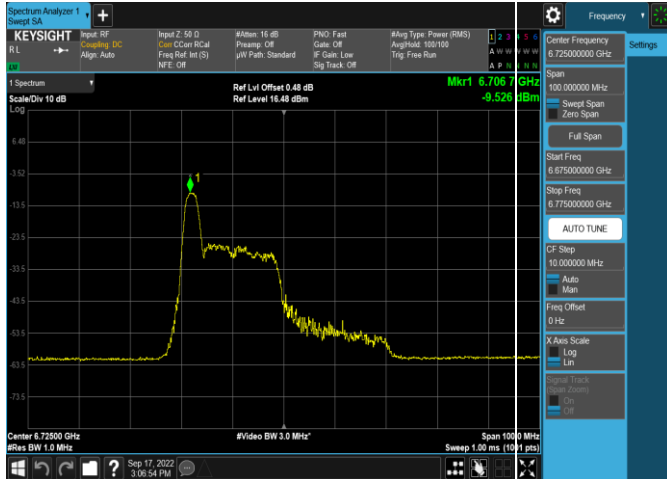 Spectrum Analyzer 1
Swept SA
KEYSIGHT
RL
Input: RF
Coupling: DC
Align: Auto
Input Z: 50 Ω
Corr CCorr RCal
Freq Ref: Int (S)
NFE: Off
#Atten: 16 dB
Preamp: Off
µW Path: Standard
PNO: Fast
Gate: Off
IF Gain: Low
Sig Track: Off
#Avg Type: Power (RMS)
Avg|Hold: 100/100
Trig: Free Run
1 2 3 4 5 6
A W W W W W
A P N N N N
1 Spectrum
Scale/Div 10 dB
Log
Ref Lvl Offset 0.48 dB
Ref Level 16.48 dBm
Mkr1 6.706 7 GHz
-9.526 dBm
1
6.48
-3.52
-13.5
-23.5
-33.5
-43.5
-53.5
-63.5
-73.5
Center 6.72500 GHz
#Res BW 1.0 MHz
#Video BW 3.0 MHz*
Span 100.0 MHz
Sweep 1.00 ms (1001 pts)
Sep 17, 2022
3:06:54 PM
Frequency
Settings
Center Frequency
6.725000000 GHz
Span
100.000000 MHz
Swept Span
Zero Span
Full Span
Start Freq
6.675000000 GHz
Stop Freq
6.775000000 GHz
AUTO TUNE
CF Step
10.000000 MHz
Auto
Man
Freq Offset
0 Hz
X Axis Scale
Log
Lin
Signal Track
(Span Zoom)
On
Off